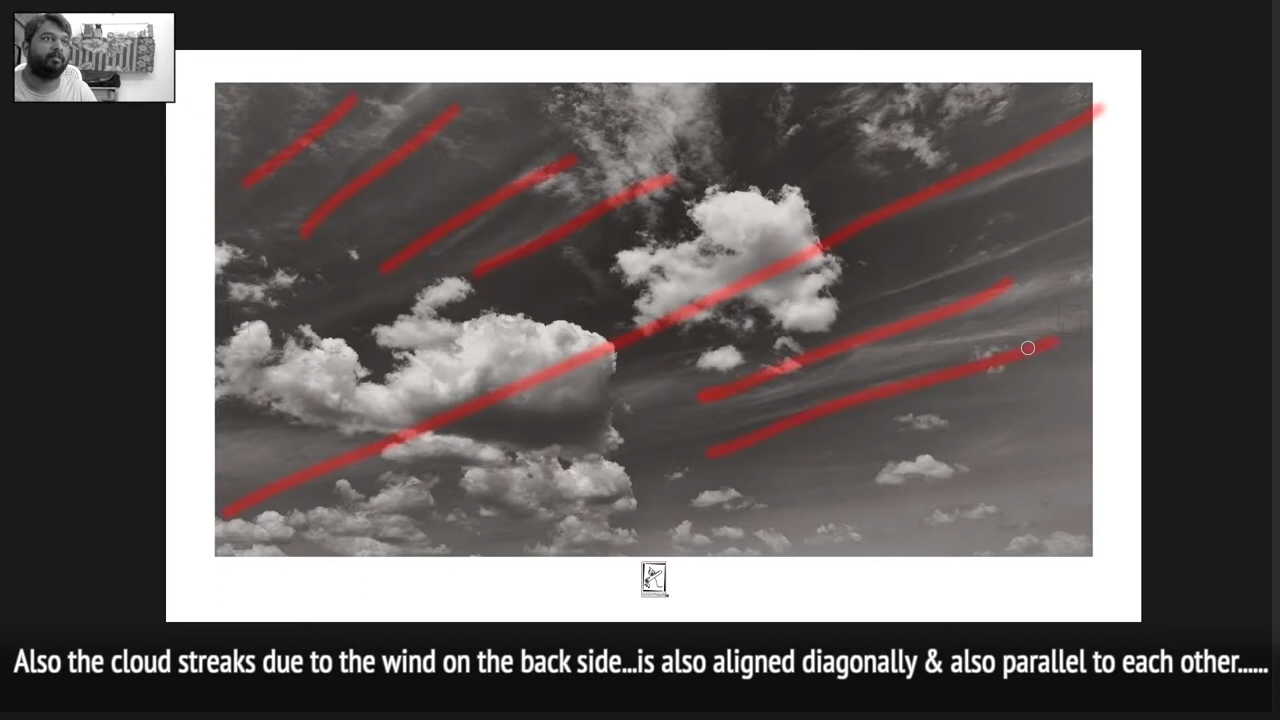 Also the cloud streaks due to the wind on the back side...is also aligned diagonally & also parallel to each other......